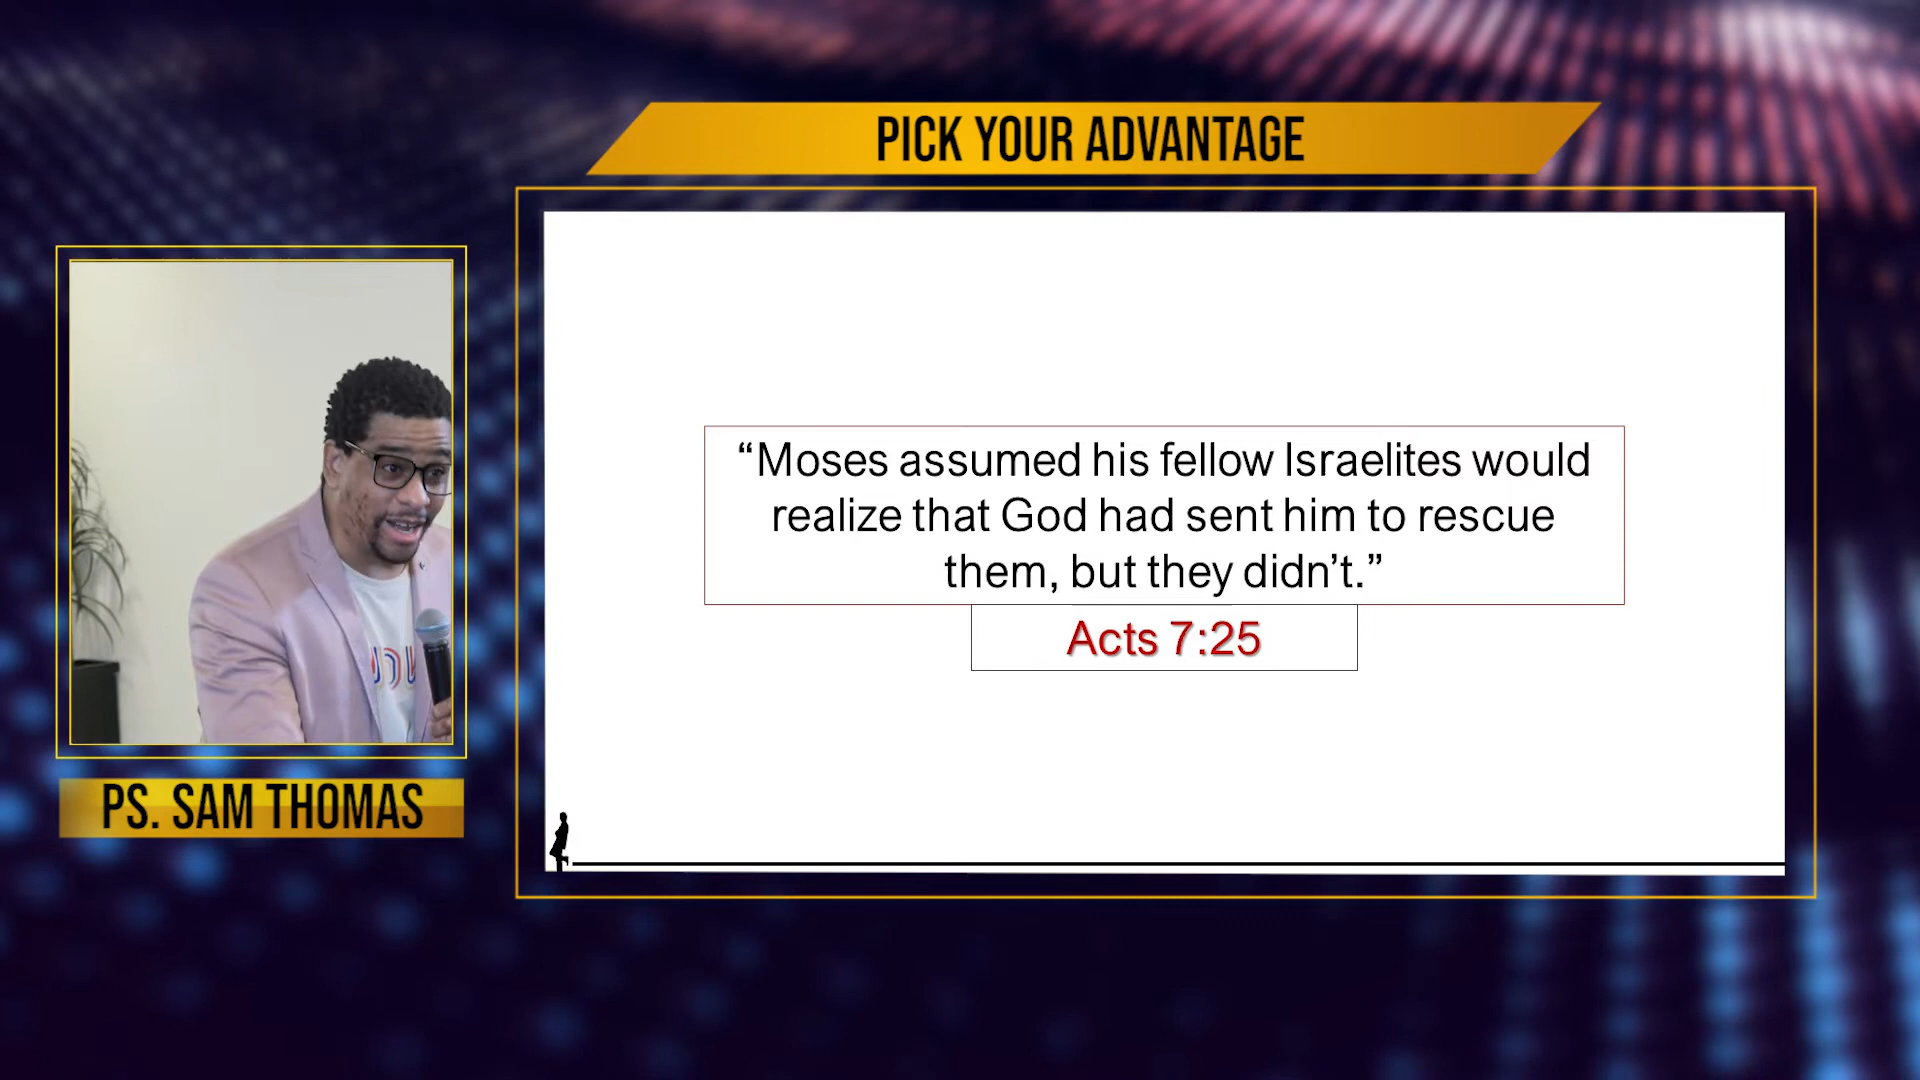 PICK YOUR ADVANTAGE
“Moses assumed his fellow Israelites would
realize that God had sent him to rescue
them, but they didn’t.”
Acts 7:25
PS. SAM THOMAS